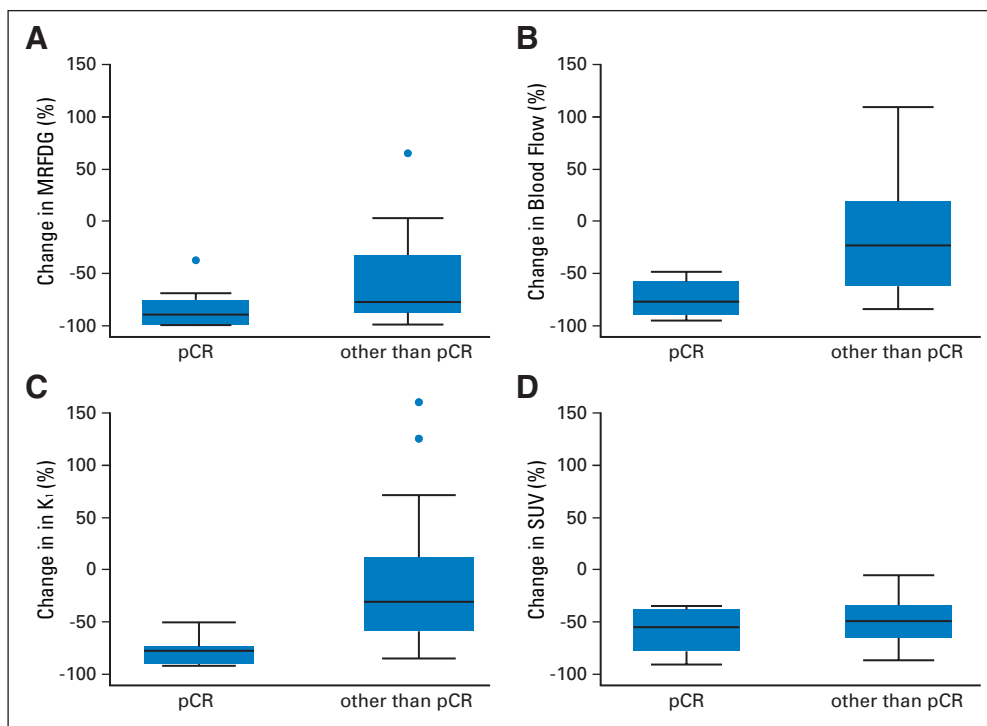 A
Change in MRFDG (%)
150
100
50
0
-50
-100
pCR other than pCR
B
Change in Blood Flow (%)
150
100
50
0
-50
-100
pCR other than pCR
C
Change in in K₁ (%)
150
100
50
0
-50
-100
pCR other than pCR
D
Change in SUV (%)
150
100
50
0
-50
-100
pCR other than pCR